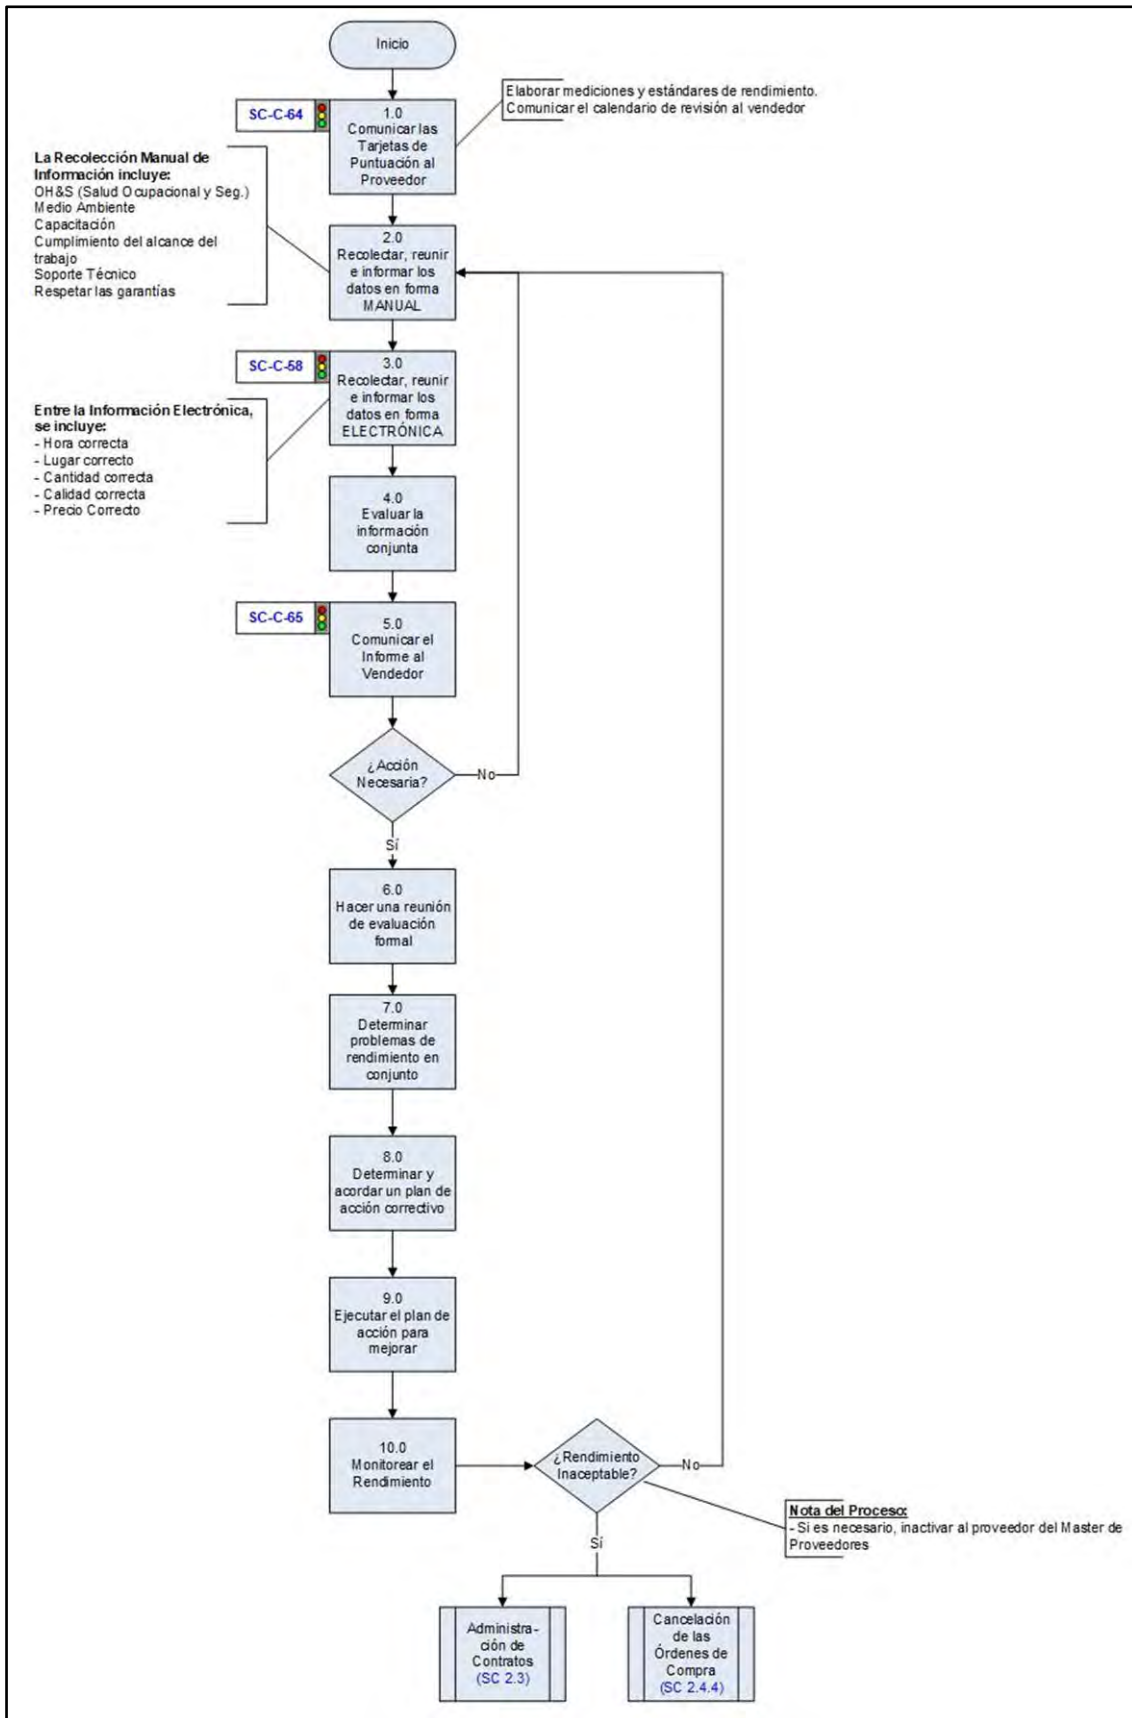 Inicio
Elaborar mediciones y estándares de rendimiento.
Comunicar el calendario de revisión al vendedor
SC-C-64
1.0
Comunicar las
Tarjetas de
Puntuación al
Proveedor
La Recolección Manual de
Información incluye:
OH&S (Salud Ocupacional y Seg.)
Medio Ambiente
Capacitación
Cumplimiento del alcance del
trabajo
Soporte Técnico
Respetar las garantías
2.0
Recolectar, reunir
e informar los
datos en forma
MANUAL
SC-C-58
3.0
Recolectar, reunir
e informar los
datos en forma
ELECTRÓNICA
Entre la Información Electrónica,
se incluye:
- Hora correcta
- Lugar correcto
- Cantidad correcta
- Calidad correcta
- Precio Correcto
4.0
Evaluar la
información
conjunta
SC-C-65
5.0
Comunicar el
Informe al
Vendedor
¿Acción
Necesaria?
No
Sí
6.0
Hacer una reunión
de evaluación
formal
7.0
Determinar
problemas de
rendimiento en
conjunto
8.0
Determinar y
acordar un plan de
acción correctivo
9.0
Ejecutar el plan de
acción para
mejorar
10.0
Monitorear el
Rendimiento
¿Rendimiento
Inaceptable?
No
Nota del Proceso:
- Si es necesario, inactivar al proveedor del Master de
Proveedores
Sí
Administra-
ción de
Contratos
(SC 2.3)
Cancelación
de las
Órdenes de
Compra
(SC 2.4.4)